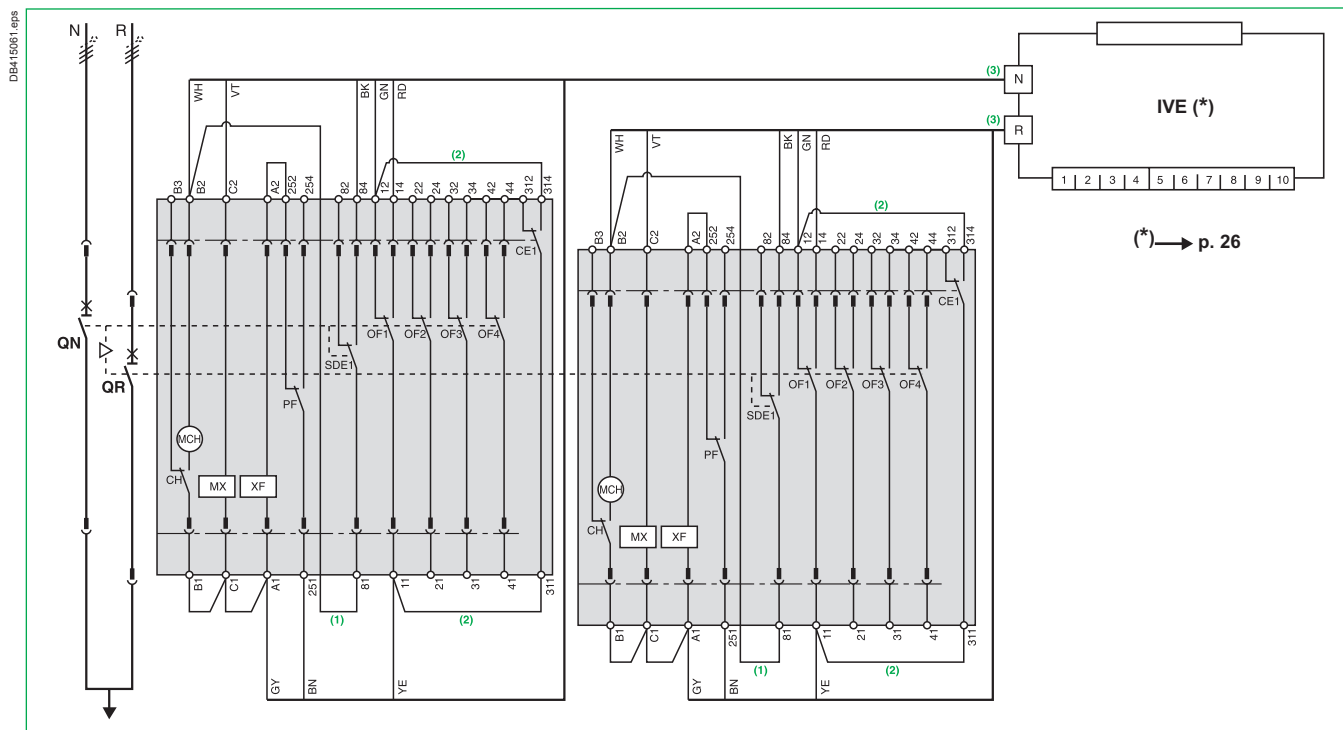 DB415061.eps
N R
WH VT BK GN RD
(2)
B3 B2 C2 A2 252 254 82 84 12 14 22 24 32 34 42 44 312 314
CE1
OF1 OF2 OF3 OF4
SDE1
QN
QR
PF
MCH
CH
MX XF
B1 C1 A1 251 81 11 21 31 41 311
(1) (2)
GY BN YE
(3) N
(3) R
IVE (*)
1 2 3 4 5 6 7 8 9 10
(*) p. 26
WH VT BK GN RD
(2)
B3 B2 C2 A2 252 254 82 84 12 14 22 24 32 34 42 44 312 314
CE1
OF1 OF2 OF3 OF4
SDE1
PF
MCH
CH
MX XF
B1 C1 A1 251 81 11 21 31 41 311
(1) (2)
GY BN YE